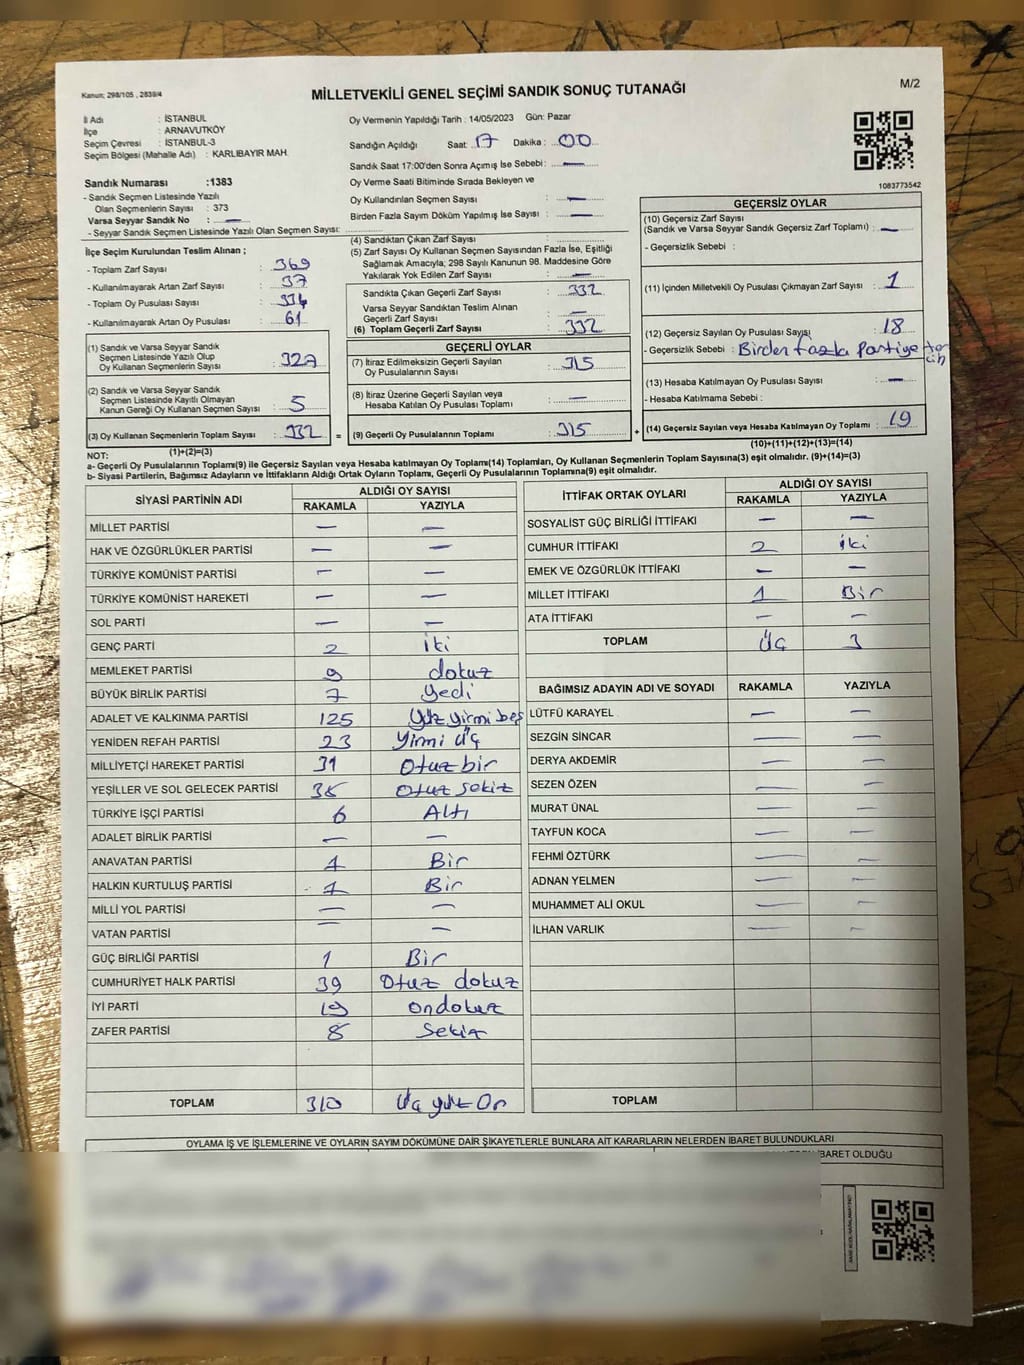 Kanun: 298/105 , 2839/4
MİLLETVEKİLİ GENEL SEÇİMİ SANDIK SONUÇ TUTANAĞI
M/2
İl Adı : İSTANBUL
İlçe : ARNAVUTKÖY
Seçim Çevresi : İSTANBUL-3
Seçim Bölgesi (Mahalle Adı) : KARLIBAYIR MAH.
Sandık Numarası :1383
- Sandık Seçmen Listesinde Yazılı
Olan Seçmenlerin Sayısı : 373
Varsa Seyyar Sandık No : —
- Seyyar Sandık Seçmen Listesinde Yazılı Olan Seçmen Sayısı:
Oy Vermenin Yapıldığı Tarih : 14/05/2023 Gün: Pazar
Sandığın Açıldığı Saat : 17 Dakika : 00
Sandık Saat 17:00'den Sonra Açımış İse Sebebi : —
Oy Verme Saati Bitiminde Sırada Bekleyen ve
Oy Kullandırılan Seçmen Sayısı : —
Birden Fazla Sayım Döküm Yapılmış İse Sayısı : —
1083773542
İlçe Seçim Kurulundan Teslim Alınan ;
- Toplam Zarf Sayısı : 369
- Kullanılmayarak Artan Zarf Sayısı : 37
- Toplam Oy Pusulası Sayısı :
- Kullanılmayarak Artan Oy Pusulası : 61
(1) Sandık ve Varsa Seyyar Sandık
Seçmen Listesinde Yazılı Olup
Oy Kullanan Seçmenlerin Sayısı : 327
(2) Sandık ve Varsa Seyyar Sandık
Seçmen Listesinde Kayıtlı Olmayan
Kanun Gereği Oy Kullanan Seçmen Sayısı : 5
(3) Oy Kullanan Seçmenlerin Toplam Sayısı : 332
(1)+(2)=(3)
(4) Sandıktan Çıkan Zarf Sayısı :
(5) Zarf Sayısı Oy Kullanan Seçmen Sayısından Fazla İse, Eşitliği
Sağlamak Amacıyla; 298 Sayılı Kanunun 98. Maddesine Göre
Yakılarak Yok Edilen Zarf Sayısı : —
Sandıkta Çıkan Geçerli Zarf Sayısı : 332
Varsa Seyyar Sandıktan Teslim Alınan
Geçerli Zarf Sayısı : —
(6) Toplam Geçerli Zarf Sayısı : 332
GEÇERLİ OYLAR
(7) İtiraz Edilmeksizin Geçerli Sayılan
Oy Pusulalarının Sayısı : 315
(8) İtiraz Üzerine Geçerli Sayılan veya
Hesaba Katılan Oy Pusulası Toplamı : —
= (9) Geçerli Oy Pusulalarının Toplamı : 315 +
GEÇERSİZ OYLAR
(10) Geçersiz Zarf Sayısı
(Sandık ve Varsa Seyyar Sandık Geçersiz Zarf Toplamı) : —
- Geçersizlik Sebebi :
(11) İçinden Milletvekili Oy Pusulası Çıkmayan Zarf Sayısı : 1
(12) Geçersiz Sayılan Oy Pusulası Sayısı : 18
- Geçersizlik Sebebi : Birden fazla Partiye
(13) Hesaba Katılmayan Oy Pusulası Sayısı : —
- Hesaba Katılmama Sebebi :
(14) Geçersiz Sayılan veya Hesaba Katılmayan Oy Toplamı : 19
(10)+(11)+(12)+(13)=(14)
NOT:
a- Geçerli Oy Pusulalarının Toplamı(9) ile Geçersiz Sayılan veya Hesaba katılmayan Oy Toplamı(14) Toplamları, Oy Kullanan Seçmenlerin Toplam Sayısına(3) eşit olmalıdır. (9)+(14)=(3)
b- Siyasi Partilerin, Bağımsız Adayların ve İttifakların Aldığı Ortak Oyların Toplamı, Geçerli Oy Pusulalarının Toplamına(9) eşit olmalıdır.
SİYASİ PARTİNİN ADI ALDIĞI OY SAYISI
RAKAMLA YAZIYLA
MİLLET PARTİSİ — —
HAK VE ÖZGÜRLÜKLER PARTİSİ — —
TÜRKİYE KOMÜNİST PARTİSİ — —
TÜRKİYE KOMÜNİST HAREKETİ — —
SOL PARTİ — —
GENÇ PARTİ 2 İki
MEMLEKET PARTİSİ 9 dokuz
BÜYÜK BİRLİK PARTİSİ 7 Yedi
ADALET VE KALKINMA PARTİSİ 125 Yüz yirmi beş
YENİDEN REFAH PARTİSİ 23 Yirmi üç
MİLLİYETÇİ HAREKET PARTİSİ 31 Otuz bir
YEŞİLLER VE SOL GELECEK PARTİSİ 38 Otuz sekiz
TÜRKİYE İŞÇİ PARTİSİ 6 Altı
ADALET BİRLİK PARTİSİ — —
ANAVATAN PARTİSİ 1 Bir
HALKIN KURTULUŞ PARTİSİ 1 Bir
MİLLİ YOL PARTİSİ — —
VATAN PARTİSİ — —
GÜÇ BİRLİĞİ PARTİSİ 1 Bir
CUMHURİYET HALK PARTİSİ 39 Otuz dokuz
İYİ PARTİ 19 Ondokuz
ZAFER PARTİSİ 8 Sekiz
TOPLAM 310 Üç yüz On
İTTİFAK ORTAK OYLARI ALDIĞI OY SAYISI
RAKAMLA YAZIYLA
SOSYALİST GÜÇ BİRLİĞİ İTTİFAKI — —
CUMHUR İTTİFAKI 2 İki
EMEK VE ÖZGÜRLÜK İTTİFAKI — —
MİLLET İTTİFAKI 1 Bir
ATA İTTİFAKI — —
TOPLAM Üç 3
BAĞIMSIZ ADAYIN ADI VE SOYADI RAKAMLA YAZIYLA
LÜTFÜ KARAYEL — —
SEZGİN SİNCAR — —
DERYA AKDEMİR — —
SEZEN ÖZEN — —
MURAT ÜNAL — —
TAYFUN KOCA — —
FEHMİ ÖZTÜRK — —
ADNAN YELMEN — —
MUHAMMET ALİ OKUL — —
İLHAN VARLIK — —
TOPLAM
OYLAMA İŞ VE İŞLEMLERİNE VE OYLARIN SAYIM DÖKÜMÜNE DAİR ŞİKAYETLERLE BUNLARA AİT KARARLARIN NELERDEN İBARET BULUNDUKLARI
İBARET OLDUĞU